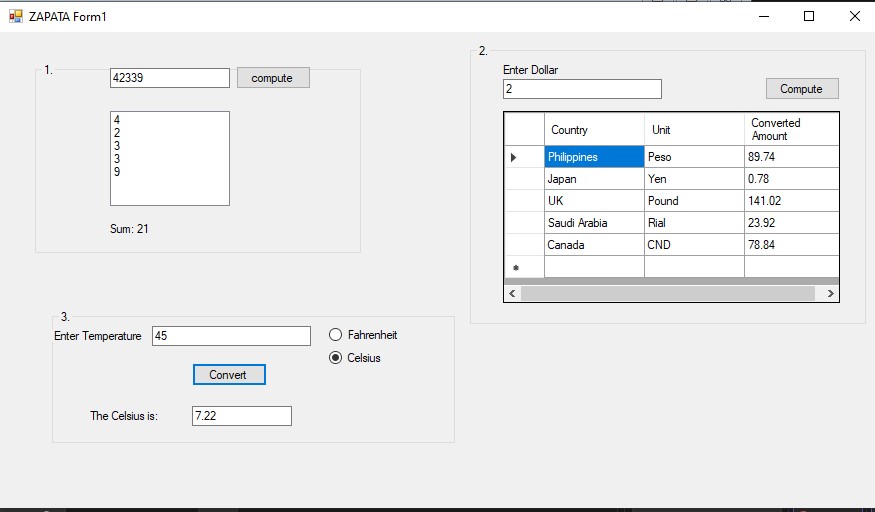 ZAPATA Form1
1.
42339
compute
4
2
3
3
9
Sum: 21
2.
Enter Dollar
2
Compute
Country Unit Converted Amount
Philippines Peso 89.74
Japan Yen 0.78
UK Pound 141.02
Saudi Arabia Rial 23.92
Canada CND 78.84
3.
Enter Temperature 45
Fahrenheit
Celsius
Convert
The Celsius is: 7.22